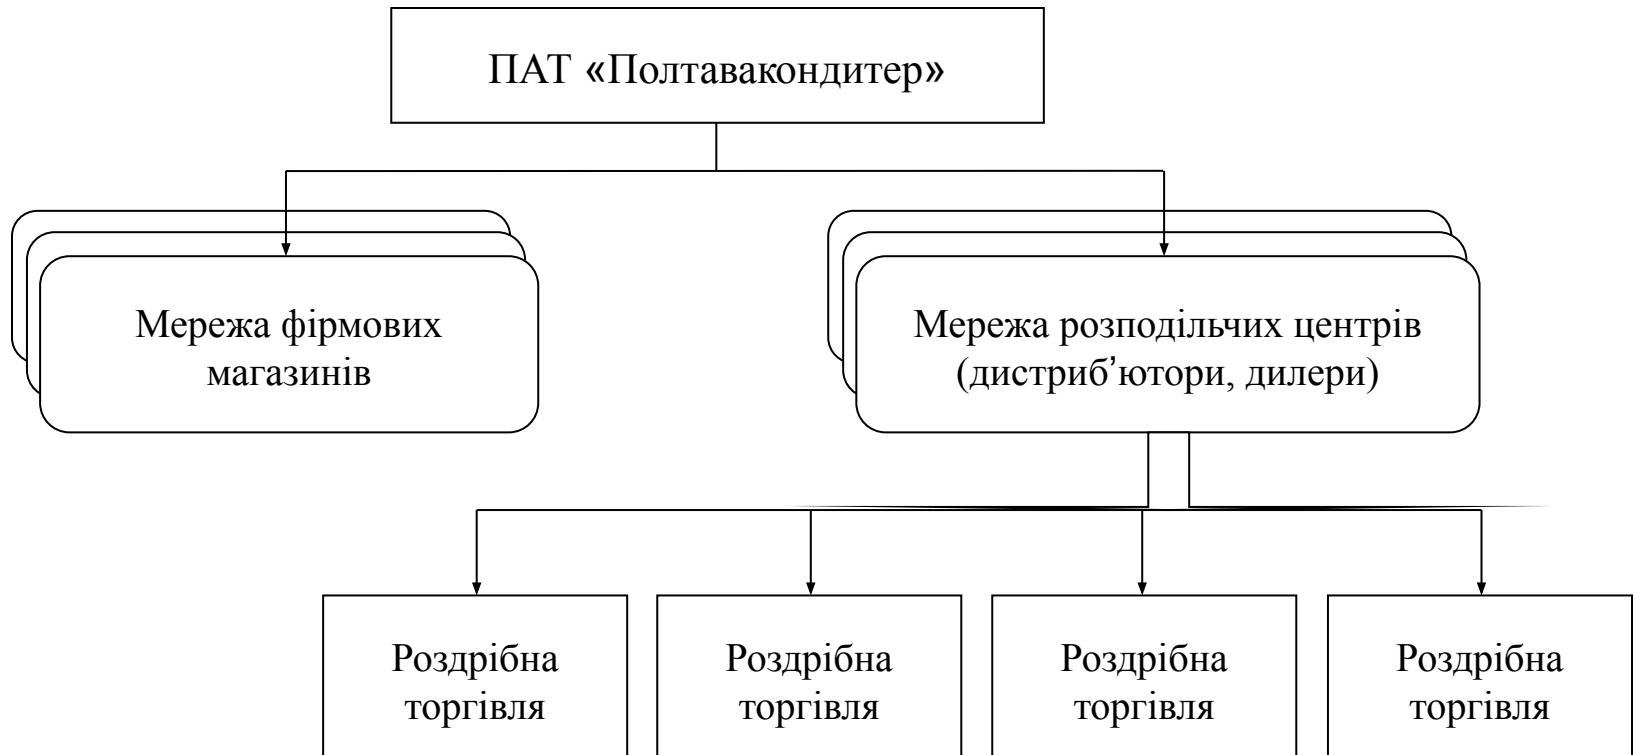 ПАТ «Полтавакондитер»
Мережа фірмових
магазинів
Мережа розподільчих центрів
(дистриб’ютори, дилери)
Роздрібна
торгівля
Роздрібна
торгівля
Роздрібна
торгівля
Роздрібна
торгівля